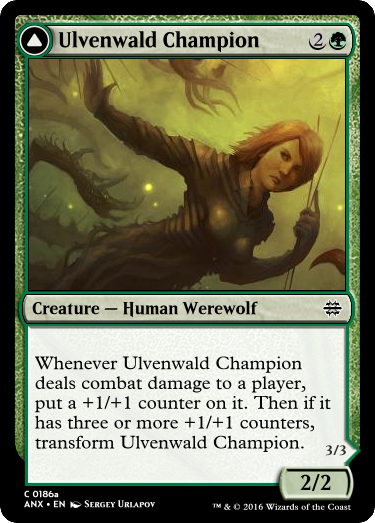 Ulvenwald Champion 2
Creature — Human Werewolf
Whenever Ulvenwald Champion
deals combat damage to a player,
put a +1/+1 counter on it. Then if it
has three or more +1/+1 counters,
transform Ulvenwald Champion.
3/3
2/2
C 0186a
ANX • EN Sergey Urlapov
™ & © 2016 Wizards of the Coast